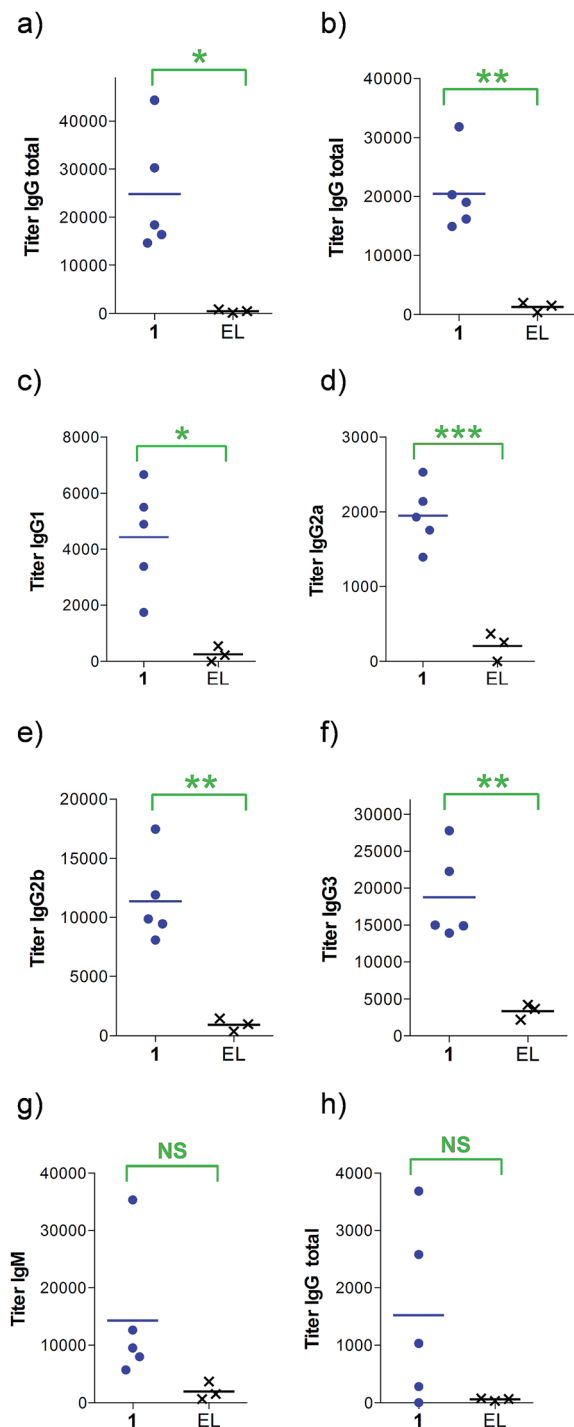 a)
*
Titer IgG total
40000
30000
20000
10000
0
1
EL
b)
**
Titer IgG total
40000
30000
20000
10000
0
1
EL
c)
*
Titer IgG1
8000
6000
4000
2000
0
1
EL
d)
***
Titer IgG2a
3000
2000
1000
0
1
EL
e)
**
Titer IgG2b
20000
15000
10000
5000
0
1
EL
f)
**
Titer IgG3
30000
25000
20000
15000
10000
5000
0
1
EL
g)
NS
Titer IgM
40000
30000
20000
10000
0
1
EL
h)
NS
Titer IgG total
4000
3000
2000
1000
0
1
EL